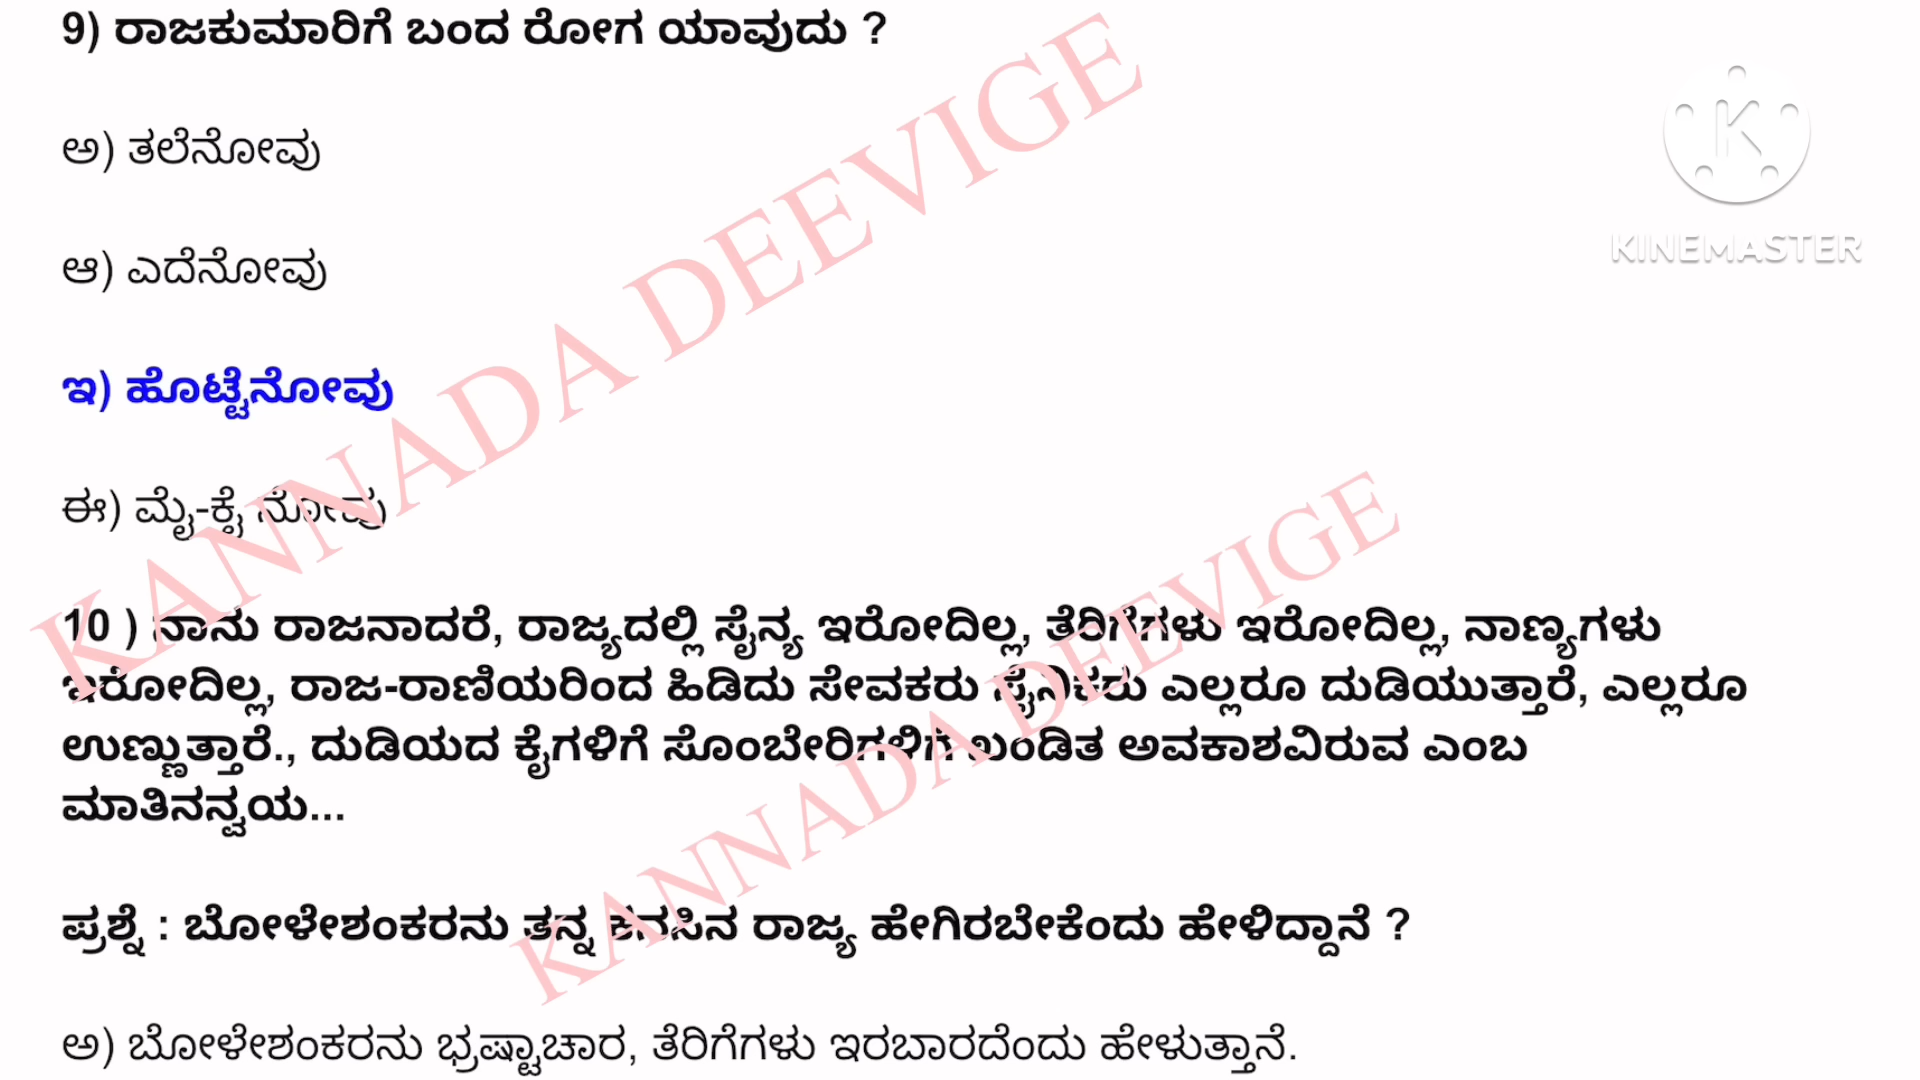 9) ರಾಜಕುಮಾರಿಗೆ ಬಂದ ರೋಗ ಯಾವುದು ?
ಅ) ತಲೆನೋವು
ಆ) ಎದೆನೋವು
ಇ) ಹೊಟ್ಟೆನೋವು
ಈ) ಮೈ-ಕೈ ನೋವು
10 ) ನಾನು ರಾಜನಾದರೆ, ರಾಜ್ಯದಲ್ಲಿ ಸೈನ್ಯ ಇರೋದಿಲ್ಲ, ತೆರಿಗೆಗಳು ಇರೋದಿಲ್ಲ, ನಾಣ್ಯಗಳು
ಇರೋದಿಲ್ಲ, ರಾಜ-ರಾಣಿಯರಿಂದ ಹಿಡಿದು ಸೇವಕರು ಸೈನಿಕರು ಎಲ್ಲರೂ ದುಡಿಯುತ್ತಾರೆ, ಎಲ್ಲರೂ
ಉಣ್ಣುತ್ತಾರೆ., ದುಡಿಯದ ಕೈಗಳಿಗೆ ಸೊಂಬೇರಿಗಳಿಗೆ ಖಂಡಿತ ಅವಕಾಶವಿರುವ ಎಂಬ
ಮಾತಿನನ್ವಯ...
ಪ್ರಶ್ನೆ : ಬೋಳೇಶಂಕರನು ತನ್ನ ಕನಸಿನ ರಾಜ್ಯ ಹೇಗಿರಬೇಕೆಂದು ಹೇಳಿದ್ದಾನೆ ?
ಅ) ಬೋಳೇಶಂಕರನು ಭ್ರಷ್ಟಾಚಾರ, ತೆರಿಗೆಗಳು ಇರಬಾರದೆಂದು ಹೇಳುತ್ತಾನೆ.
KANNADA DEEVIGE
KANNADA DEEVIGE
K
KINEMASTER